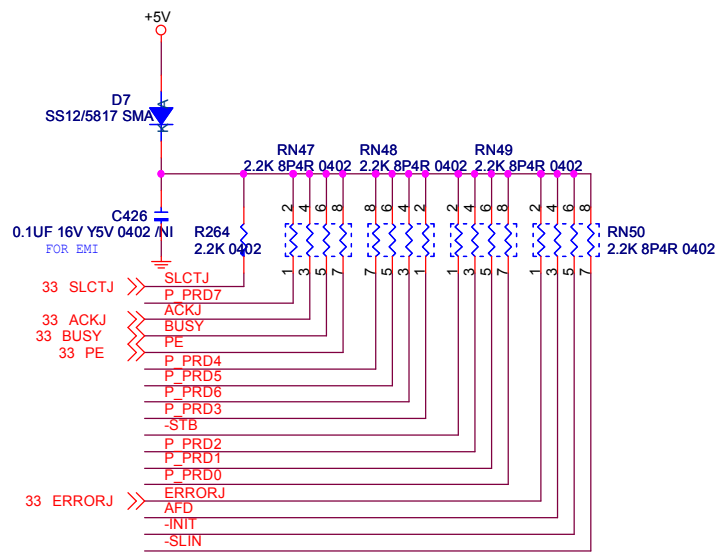 +5V
D7
SS12/5817 SMA
K A
RN47 RN48 RN49
2.2K 8P4R 0402 2.2K 8P4R 0402 2.2K 8P4R 0402
2 4 6 8 8 6 4 2 2 4 6 8 2 4 6 8
C426
0.1UF 16V Y5V 0402 /NI
FOR EMI
R264
2.2K 0402
RN50
2.2K 8P4R 0402
1 3 5 7 7 5 3 1 1 3 5 7 1 3 5 7
33 SLCTJ SLCTJ
P_PRD7
33 ACKJ ACKJ
33 BUSY BUSY
33 PE PE
P_PRD4
P_PRD5
P_PRD6
P_PRD3
-STB
P_PRD2
P_PRD1
P_PRD0
33 ERRORJ ERRORJ
AFD
-INIT
-SLIN